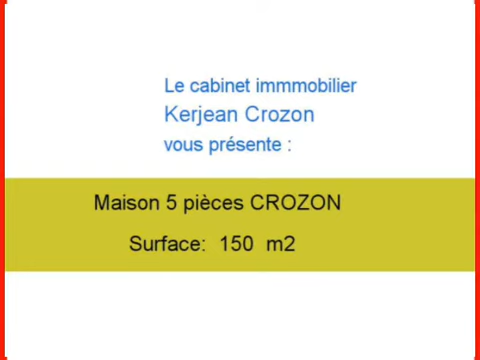 Le cabinet immmobilier
Kerjean Crozon
vous présente :
Maison 5 pièces CROZON
Surface: 150 m2